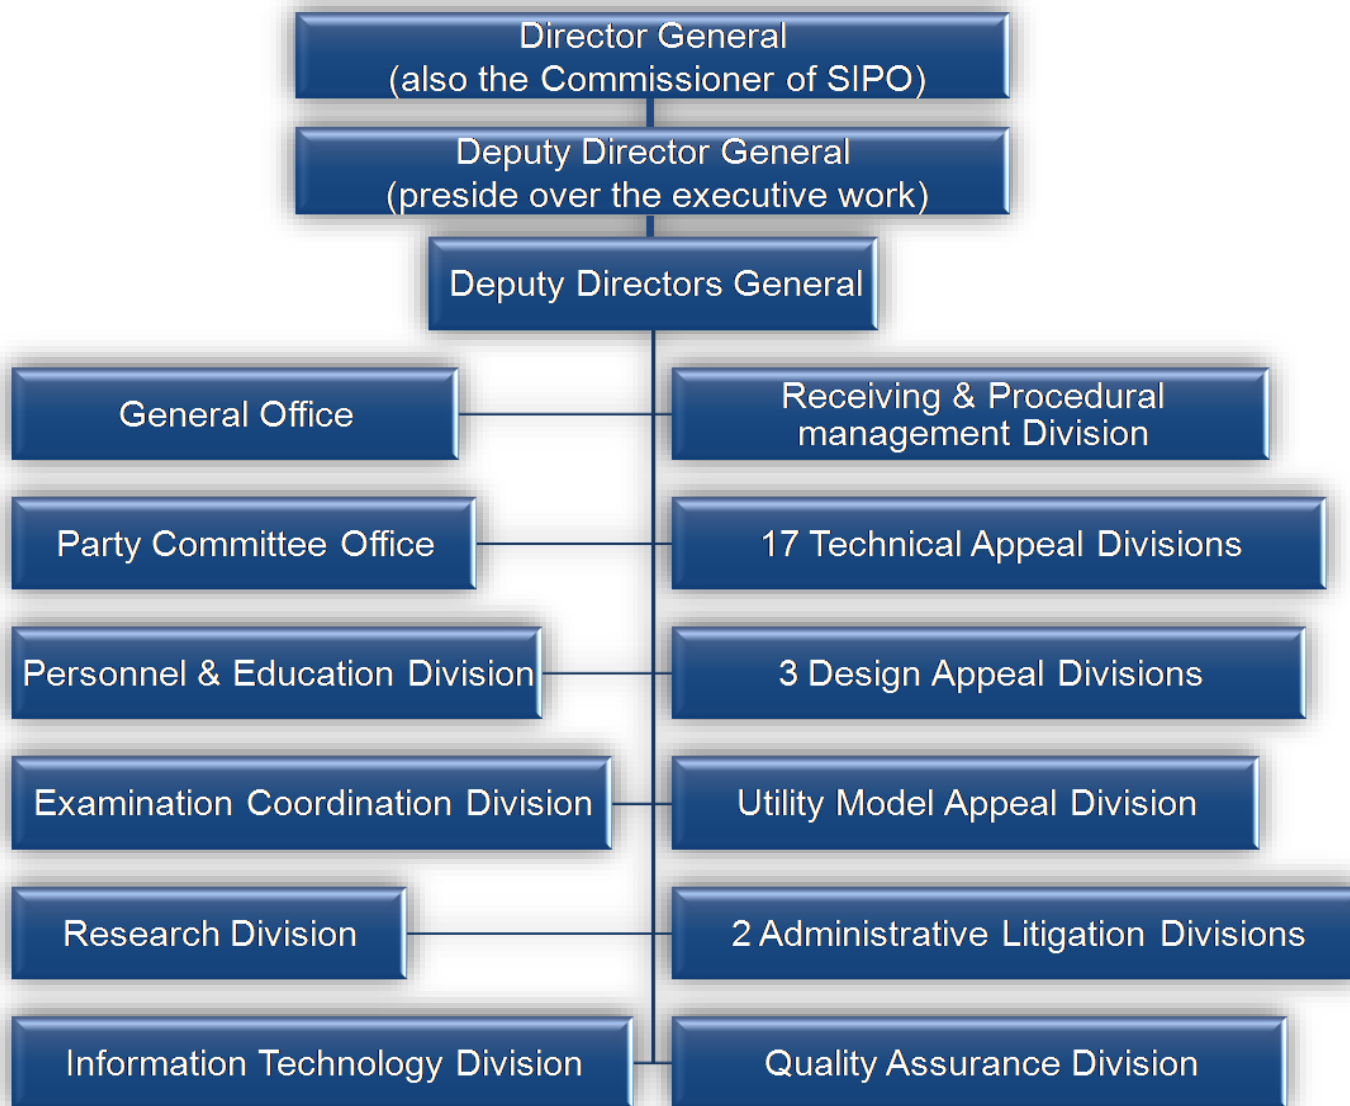 Director General
(also the Commissioner of SIPO)
Deputy Director General
(preside over the executive work)
Deputy Directors General
General Office
Receiving & Procedural
management Division
Party Committee Office
17 Technical Appeal Divisions
Personnel & Education Division
3 Design Appeal Divisions
Examination Coordination Division
Utility Model Appeal Division
Research Division
2 Administrative Litigation Divisions
Information Technology Division
Quality Assurance Division